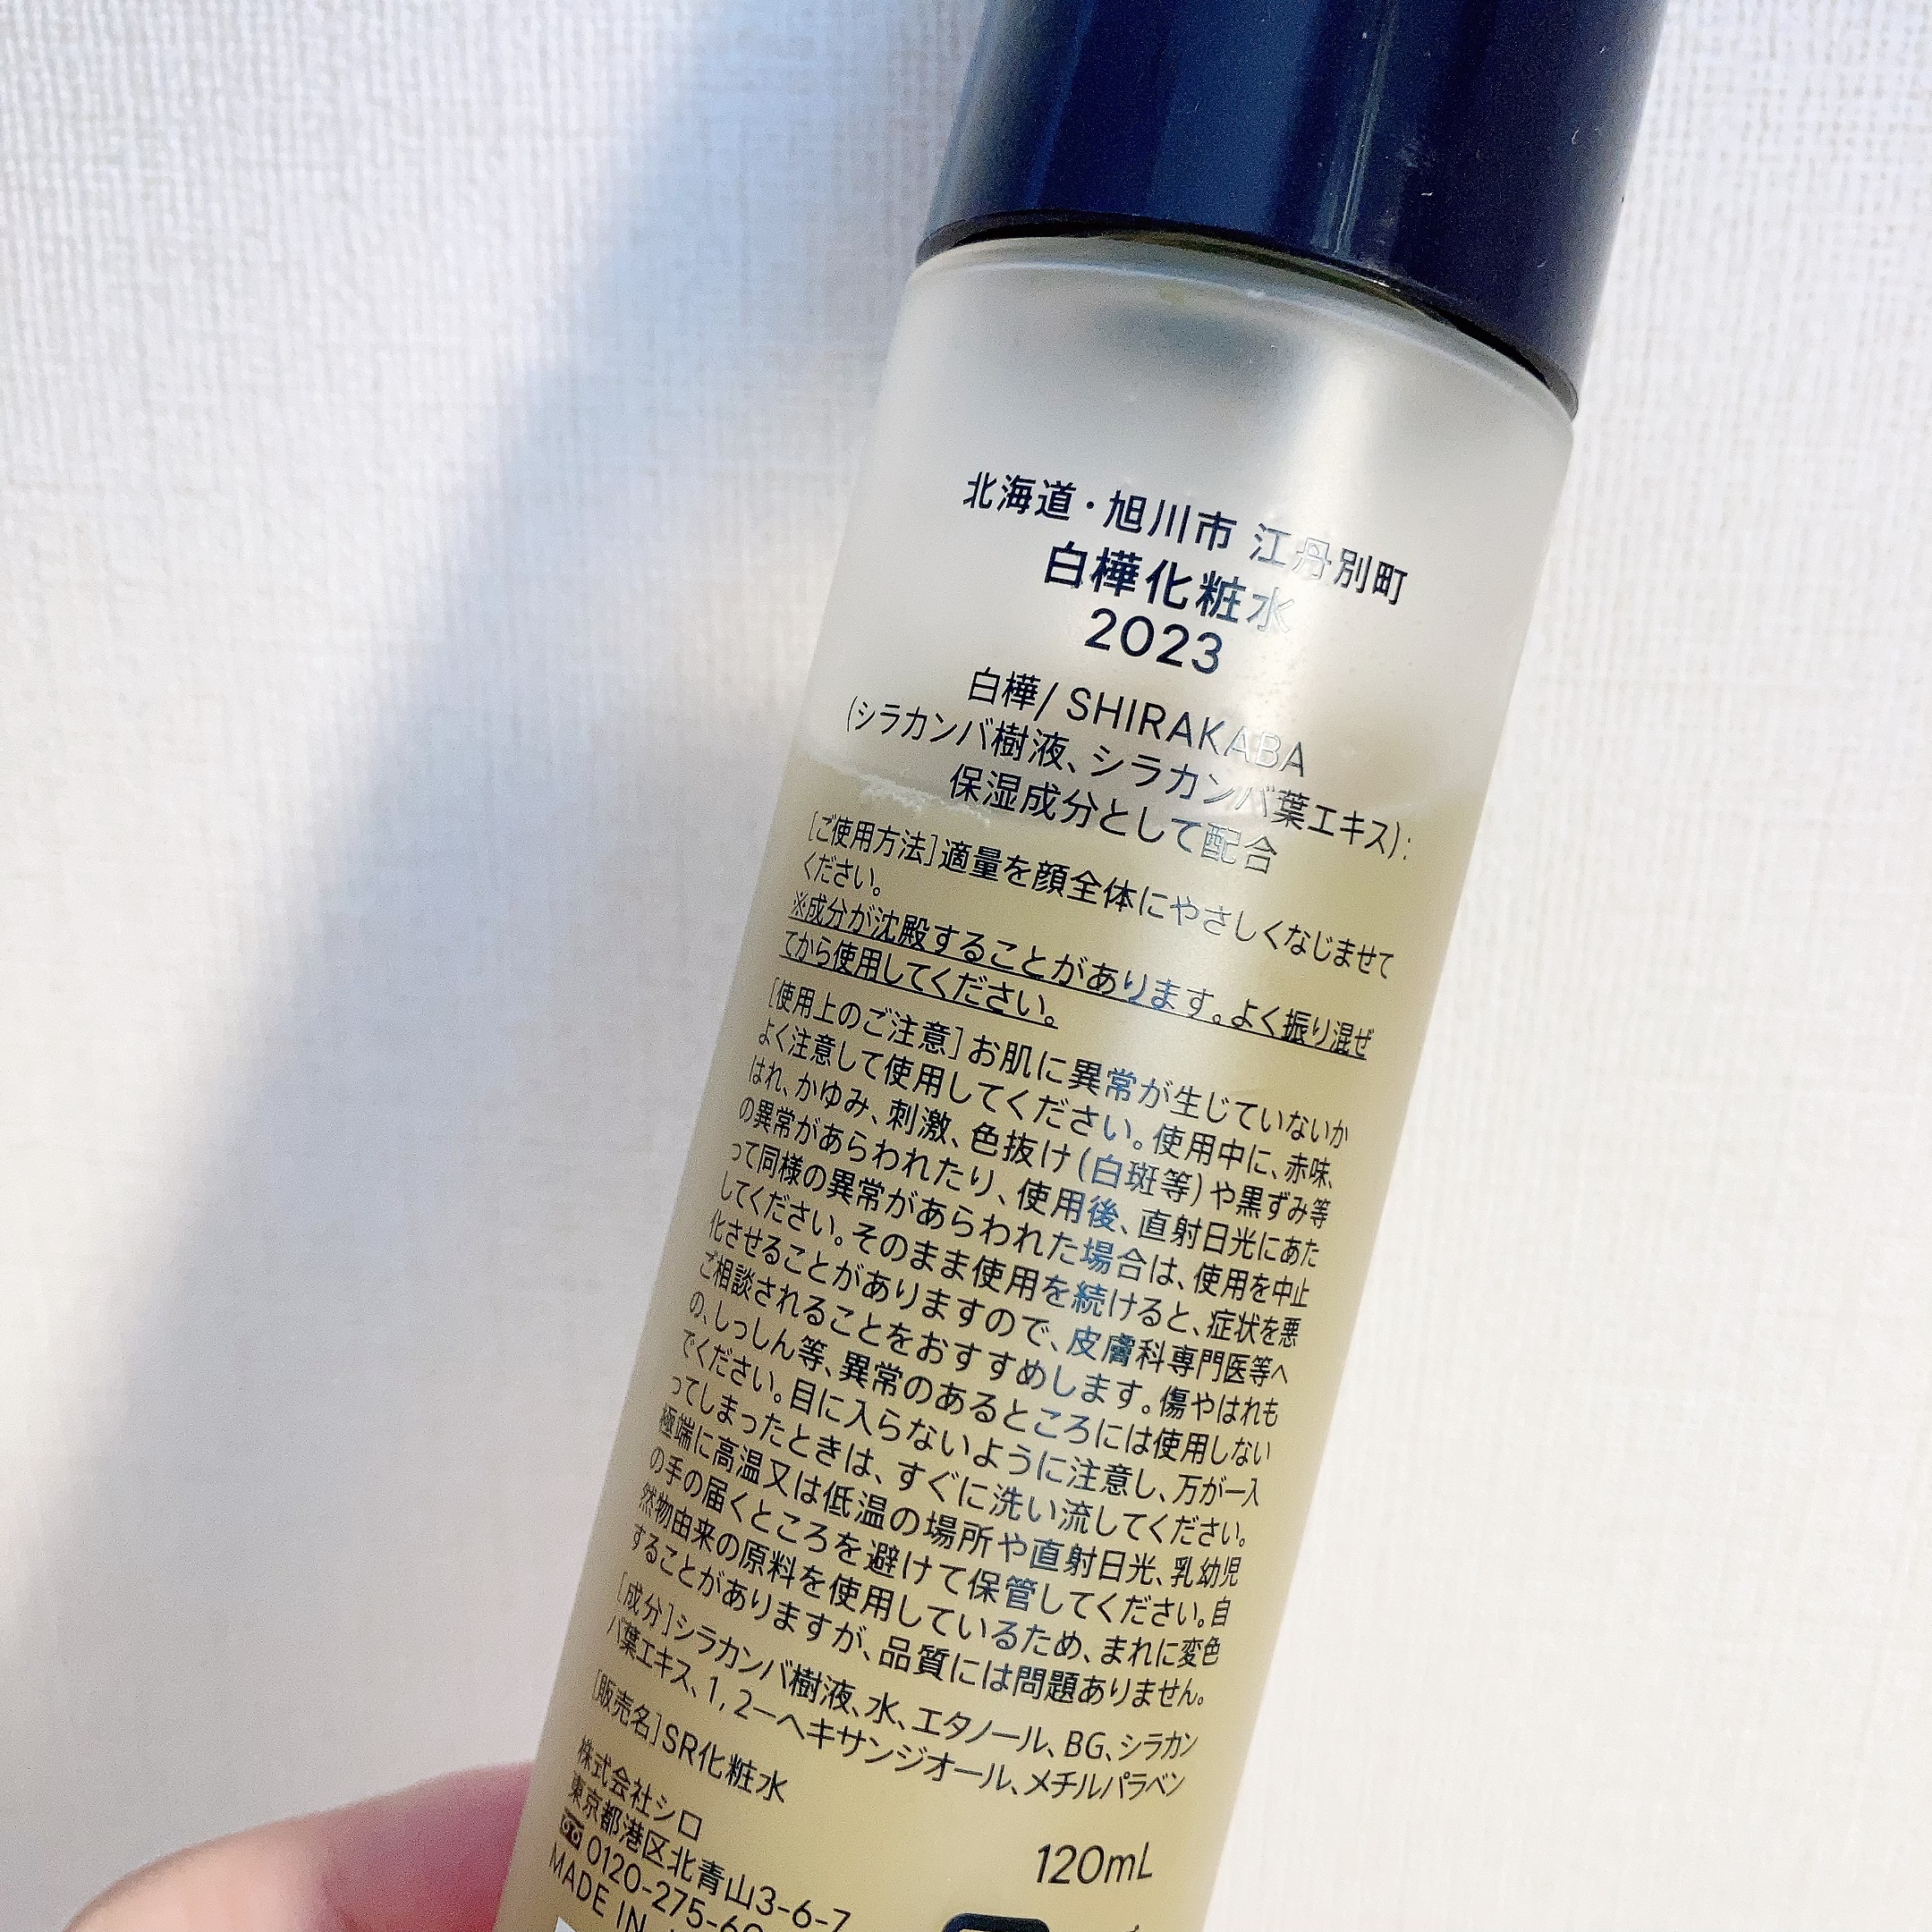 北海道・旭川市 江丹別町
白樺化粧水
2023
白樺/ SHIRAKABA
(シラカンバ樹液、シラカンバ葉エキス):
保湿成分として配合
[ご使用方法]適量を顔全体にやさしくなじませて
ください。
※成分が沈殿することがあります。よく振り混ぜ
てから使用してください。
[使用上のご注意]お肌に異常が生じていないか
よく注意して使用してください。使用中に、赤味、
はれ、かゆみ、刺激、色抜け(白斑等)や黒ずみ等
の異常があらわれたり、使用後、直射日光にあた
って同様の異常があらわれた場合は、使用を中止
してください。そのまま使用を続けると、症状を悪
化させることがありますので、皮膚科専門医等へ
ご相談されることをおすすめします。傷やはれも
の、しっしん等、異常のあるところには使用しない
でください。目に入らないように注意し、万が一入
ってしまったときは、すぐに洗い流してください。
極端に高温又は低温の場所や直射日光、乳幼児
の手の届くところを避けて保管してください。自
然物由来の原料を使用しているため、まれに変色
することがありますが、品質には問題ありません。
[成分]シラカンバ樹液、水、エタノール、BG、シラカン
バ葉エキス、1,2-ヘキサンジオール、メチルパラベン
[販売名]SR化粧水
株式会社シロ
東京都港区北青山3-6-7
0120-275-60
MADE IN
120mL